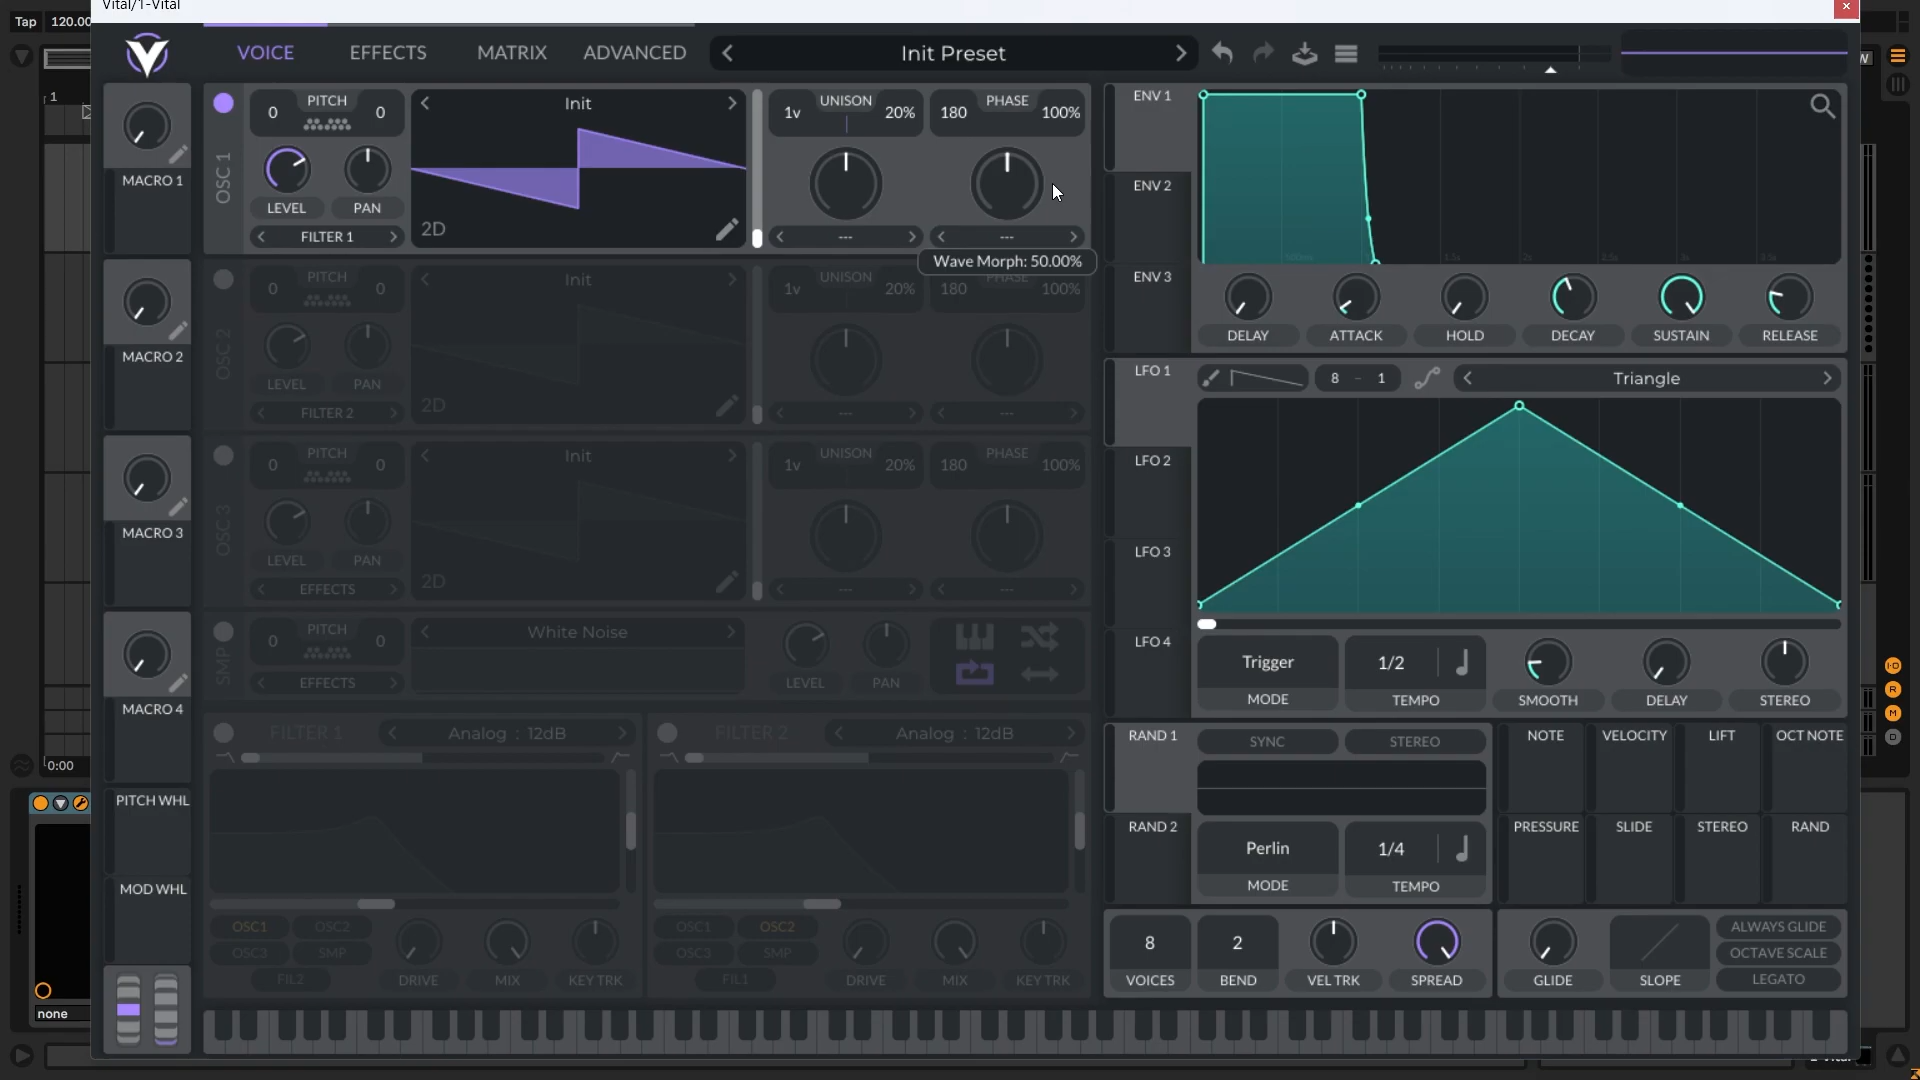 Vital/1-Vital
Tap 120.00
VOICE EFFECTS MATRIX ADVANCED Init Preset
1
MACRO 1
MACRO 2
MACRO 3
MACRO 4
PITCH WHL
MOD WHL
OSC 1
0 PITCH 0
LEVEL PAN
FILTER 1
Init
2D
1v UNISON 20%
---
180 PHASE 100%
---
Wave Morph: 50.00%
OSC 2
0 PITCH 0
LEVEL PAN
FILTER 2
Init
2D
1v UNISON 20%
---
180 PHASE 100%
---
OSC 3
0 PITCH 0
LEVEL PAN
EFFECTS
Init
2D
1v UNISON 20%
---
180 PHASE 100%
---
SMP
0 PITCH 0
EFFECTS
White Noise
LEVEL PAN
FILTER 1 Analog : 12dB
OSC1 OSC2
OSC3 SMP
FIL2
DRIVE MIX KEY TRK
FILTER 2 Analog : 12dB
OSC1 OSC2
OSC3 SMP
FIL1
DRIVE MIX KEY TRK
ENV 1
ENV 2
ENV 3
DELAY ATTACK HOLD DECAY SUSTAIN RELEASE
LFO 1
LFO 2
LFO 3
LFO 4
8 - 1 Triangle
Trigger
MODE
1/2
TEMPO
SMOOTH DELAY STEREO
RAND 1
RAND 2
SYNC STEREO
Perlin
MODE
1/4
TEMPO
NOTE VELOCITY LIFT OCT NOTE
PRESSURE SLIDE STEREO RAND
8
VOICES
2
BEND
VEL TRK SPREAD
GLIDE SLOPE
ALWAYS GLIDE
OCTAVE SCALE
LEGATO
0:00
none
I·O
R
M
D